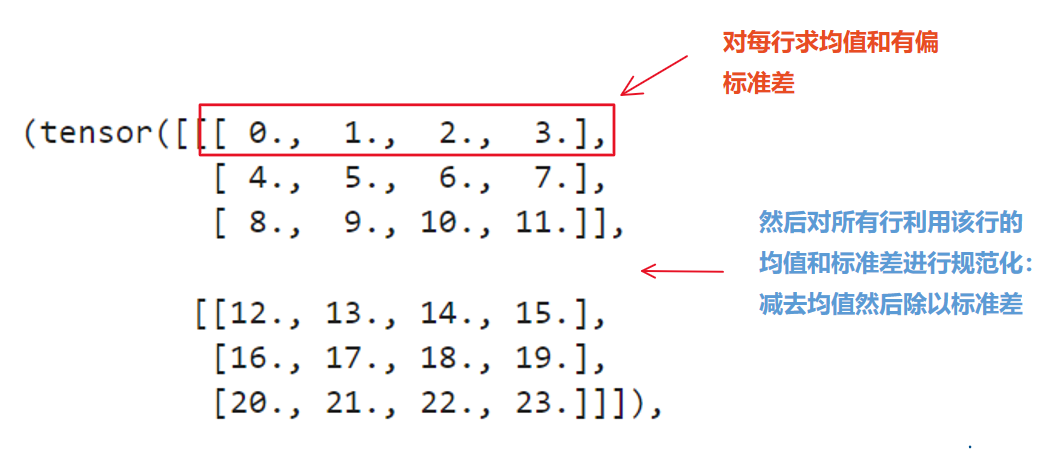 对每行求均值和有偏
标准差
(tensor([[[ 0., 1., 2., 3.],
[ 4., 5., 6., 7.],
[ 8., 9., 10., 11.]],
然后对所有行利用该行的
均值和标准差进行规范化：
减去均值然后除以标准差
[[12., 13., 14., 15.],
[16., 17., 18., 19.],
[20., 21., 22., 23.]]]),